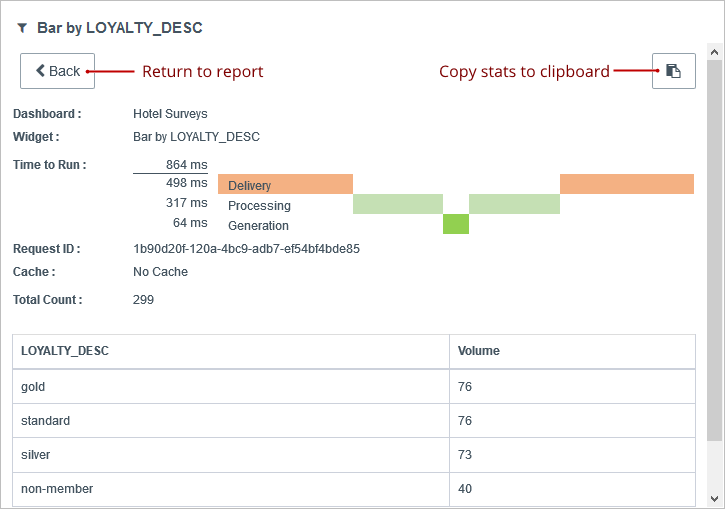 Bar by LOYALTY_DESC
Back Return to report Copy stats to clipboard
Dashboard : Hotel Surveys
Widget : Bar by LOYALTY_DESC
Time to Run : 864 ms
498 ms Delivery
317 ms Processing
64 ms Generation
Request ID : 1b90d20f-120a-4bc9-adb7-ef54bf4bde85
Cache : No Cache
Total Count : 299
LOYALTY_DESC Volume
gold 76
standard 76
silver 73
non-member 40